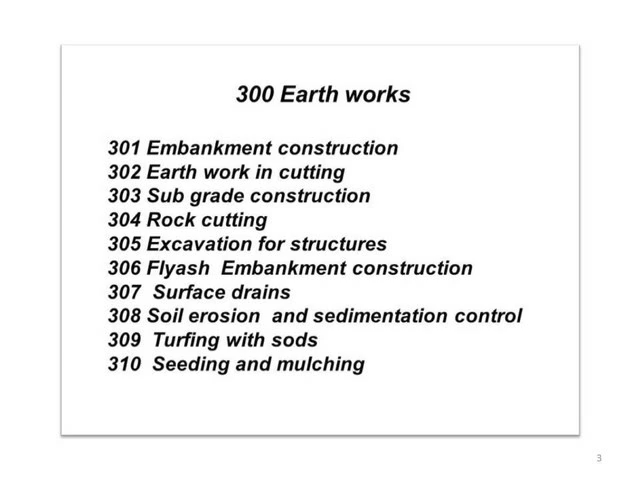 300 Earth works
301 Embankment construction
302 Earth work in cutting
303 Sub grade construction
304 Rock cutting
305 Excavation for structures
306 Flyash  Embankment construction
307  Surface drains
308 Soil erosion  and sedimentation control
309  Turfing with sods
310  Seeding and mulching
3